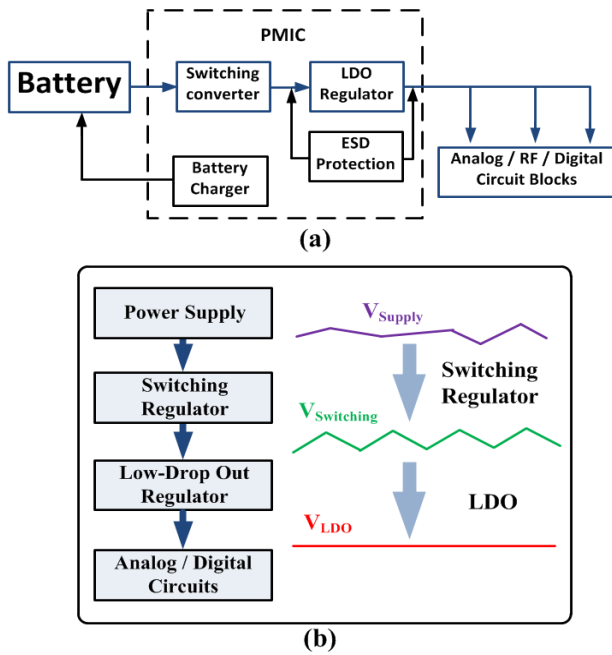 PMIC
Battery
Switching
converter
LDO
Regulator
ESD
Protection
Battery
Charger
Analog / RF / Digital
Circuit Blocks
(a)
Power Supply
Switching
Regulator
Low-Drop Out
Regulator
Analog / Digital
Circuits
VSupply
Switching
Regulator
VSwitching
LDO
VLDO
(b)